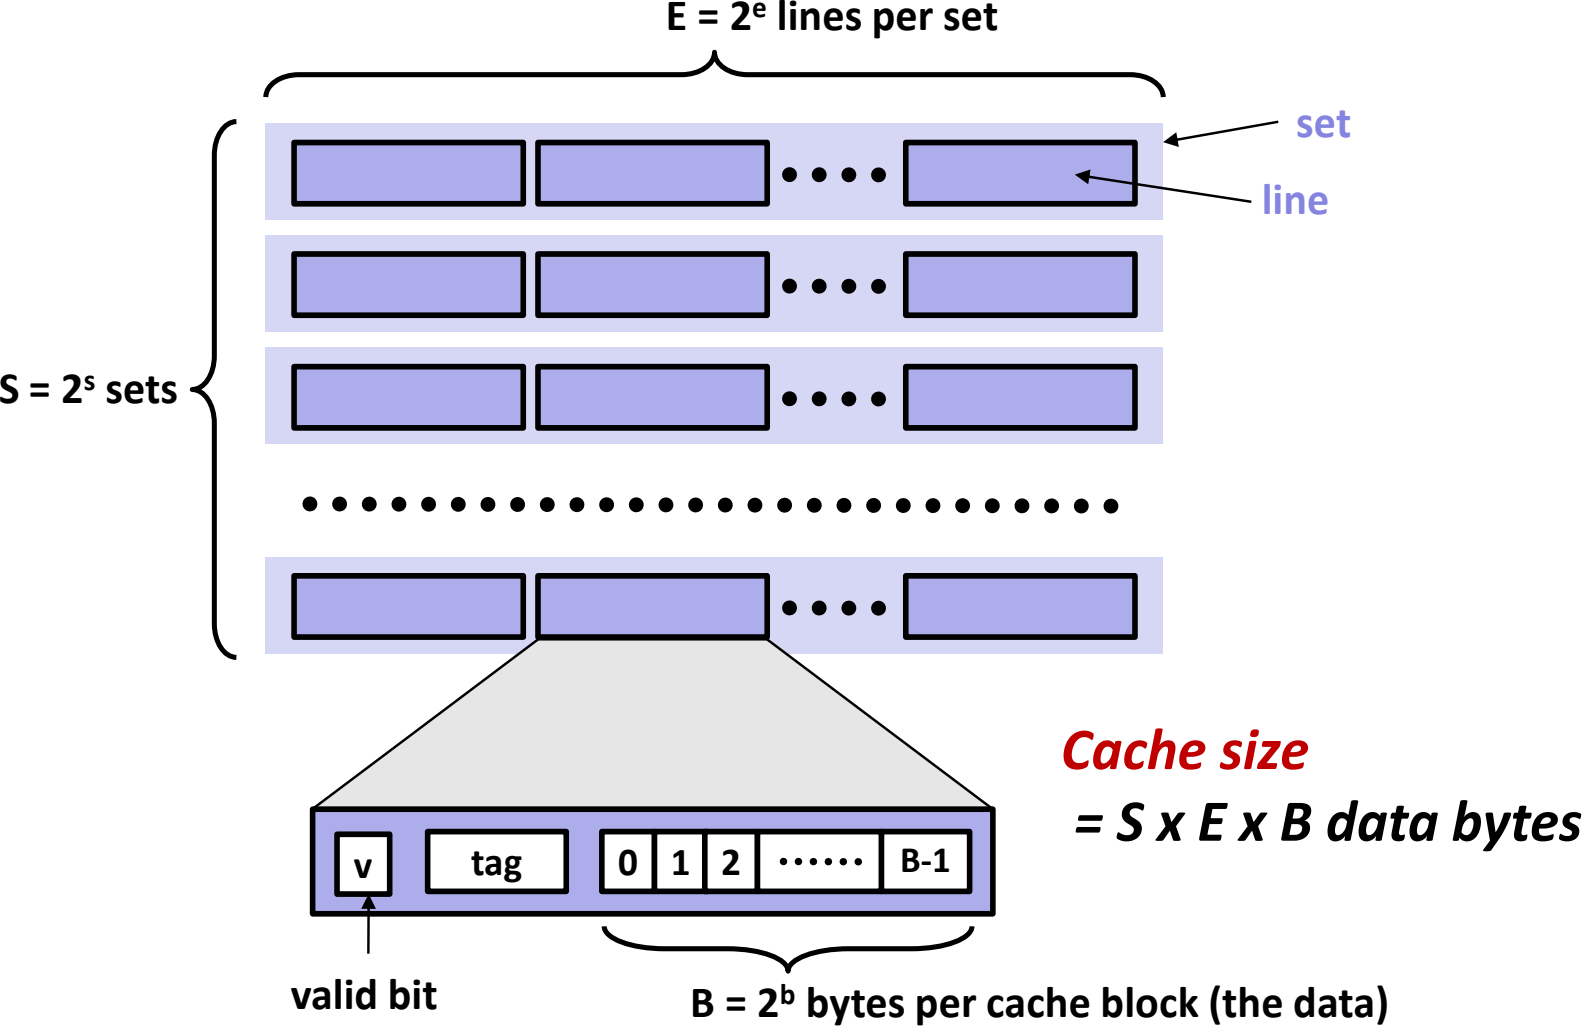 E = 2ᵉ lines per set
set
line
S = 2ˢ sets
Cache size
= S x E x B data bytes
v tag 0 1 2 ······ B-1
valid bit
B = 2ᵇ bytes per cache block (the data)